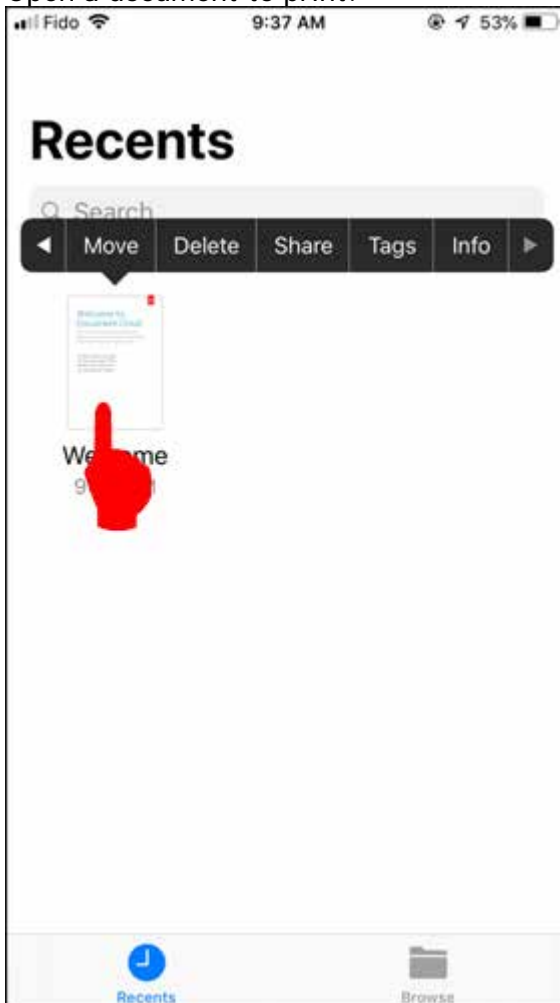 Open a document to print.
Fido 9:37 AM 53%
Recents
Search
Move Delete Share Tags Info
Welcome to
Document Cloud
Recents Browse